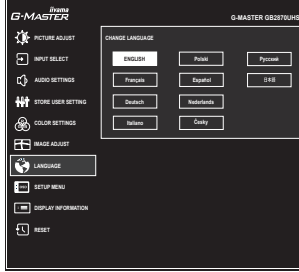 iiyama
G-MASTER
G-MASTER GB2870UHS
PICTURE ADJUST
INPUT SELECT
AUDIO SETTINGS
STORE USER SETTING
COLOR SETTINGS
IMAGE ADJUST
LANGUAGE
SETUP MENU
DISPLAY INFORMATION
RESET
CHANGE LANGUAGE
ENGLISH
Polski
Русский
Français
Español
日本語
Deutsch
Nederlands
Italiano
Česky